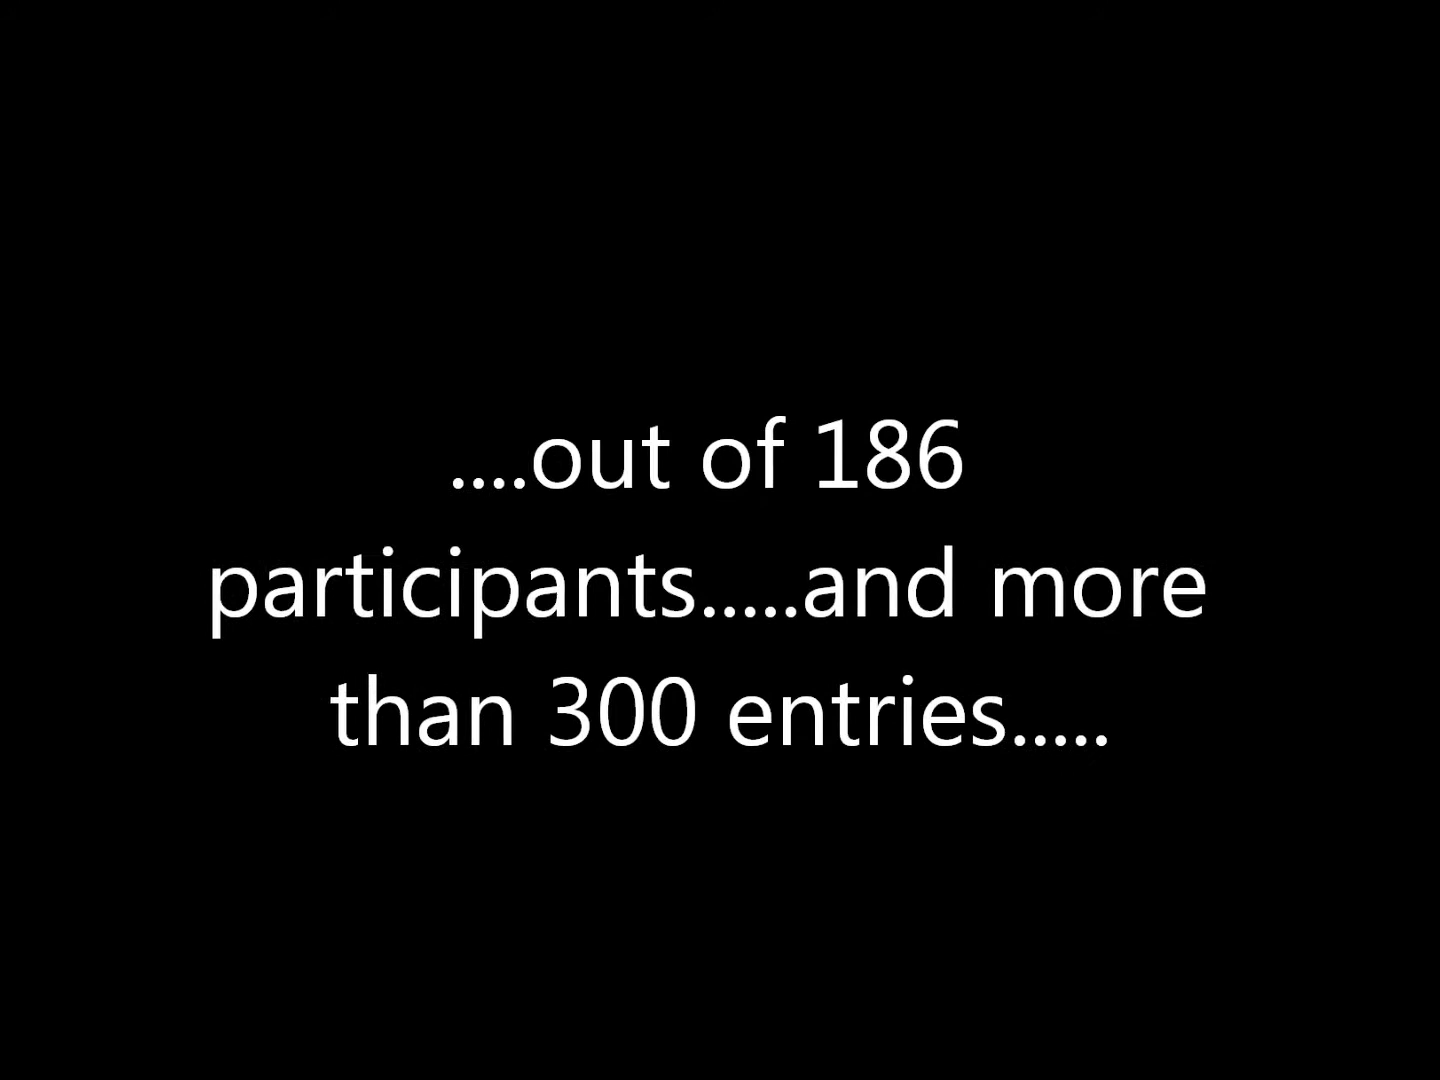 ....out of 186
participants.....and more
than 300 entries.....